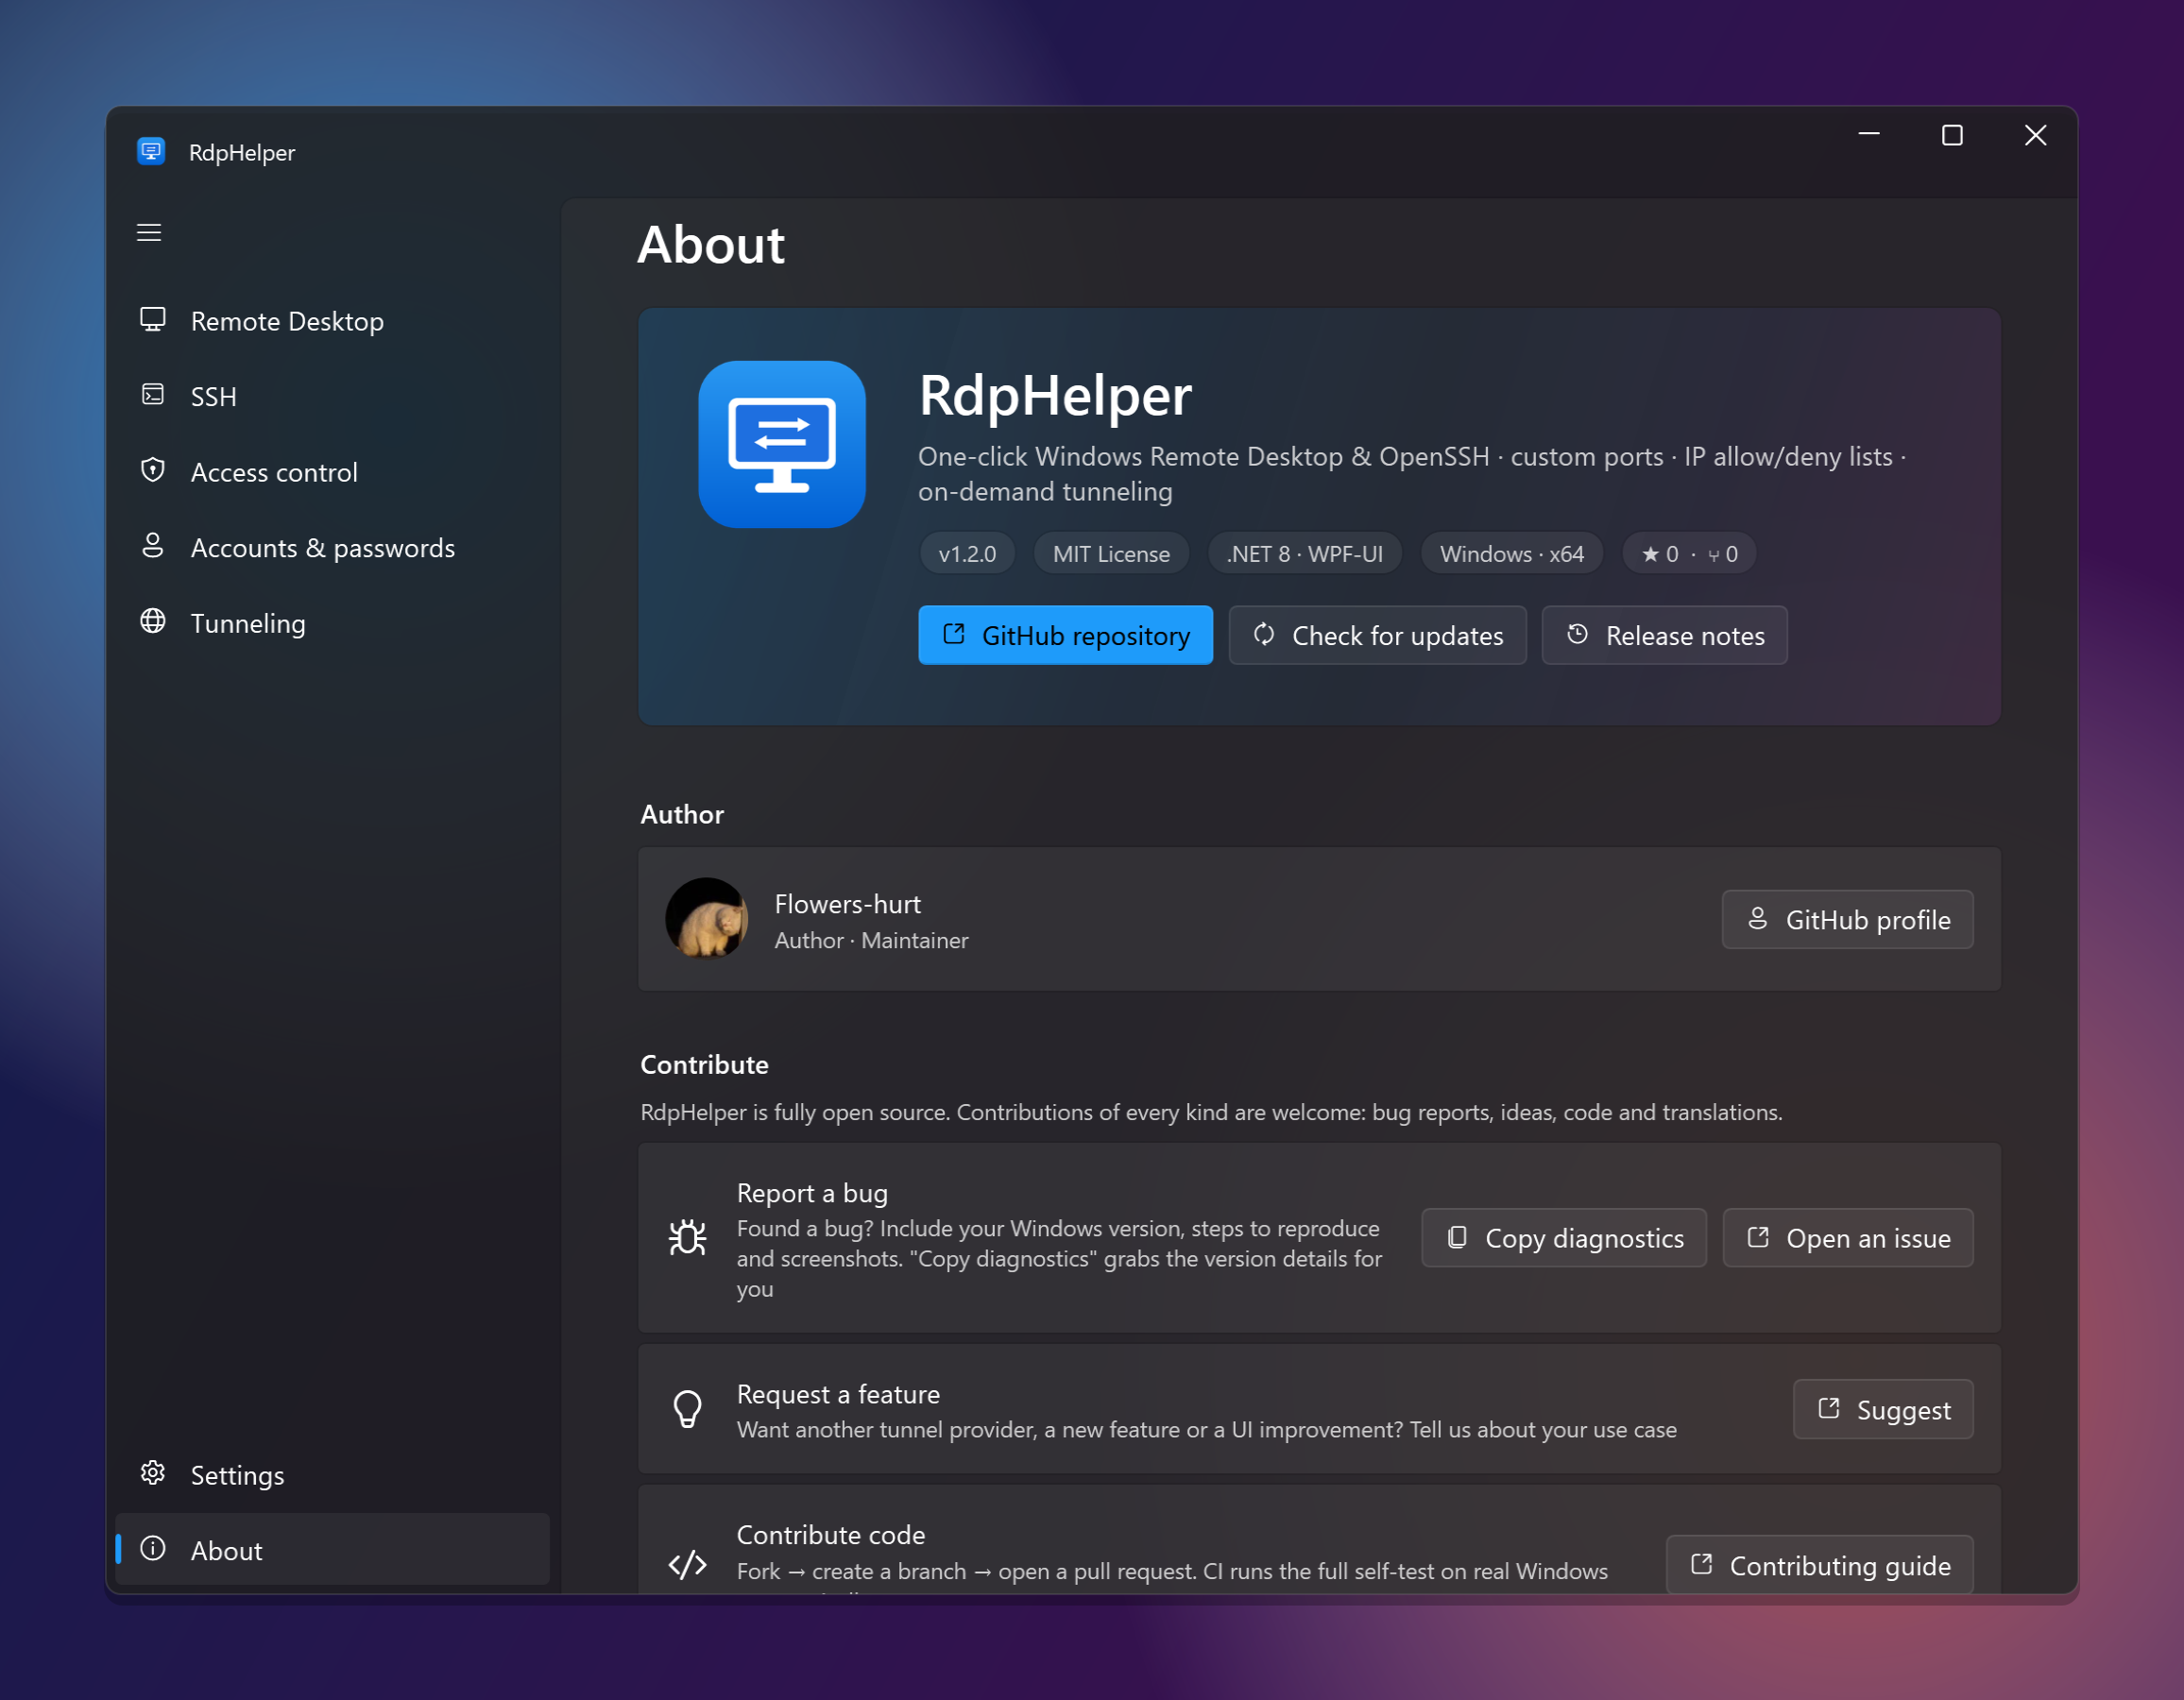 RdpHelper
Remote Desktop
SSH
Access control
Accounts & passwords
Tunneling
Settings
About
About
RdpHelper
One-click Windows Remote Desktop & OpenSSH · custom ports · IP allow/deny lists ·
on-demand tunneling
v1.2.0
MIT License
.NET 8 · WPF-UI
Windows · x64
★ 0 · ⑂ 0
GitHub repository
Check for updates
Release notes
Author
Flowers-hurt
Author · Maintainer
GitHub profile
Contribute
RdpHelper is fully open source. Contributions of every kind are welcome: bug reports, ideas, code and translations.
Report a bug
Found a bug? Include your Windows version, steps to reproduce
and screenshots. "Copy diagnostics" grabs the version details for
you
Copy diagnostics
Open an issue
Request a feature
Want another tunnel provider, a new feature or a UI improvement? Tell us about your use case
Suggest
Contribute code
Fork → create a branch → open a pull request. CI runs the full self-test on real Windows
Contributing guide